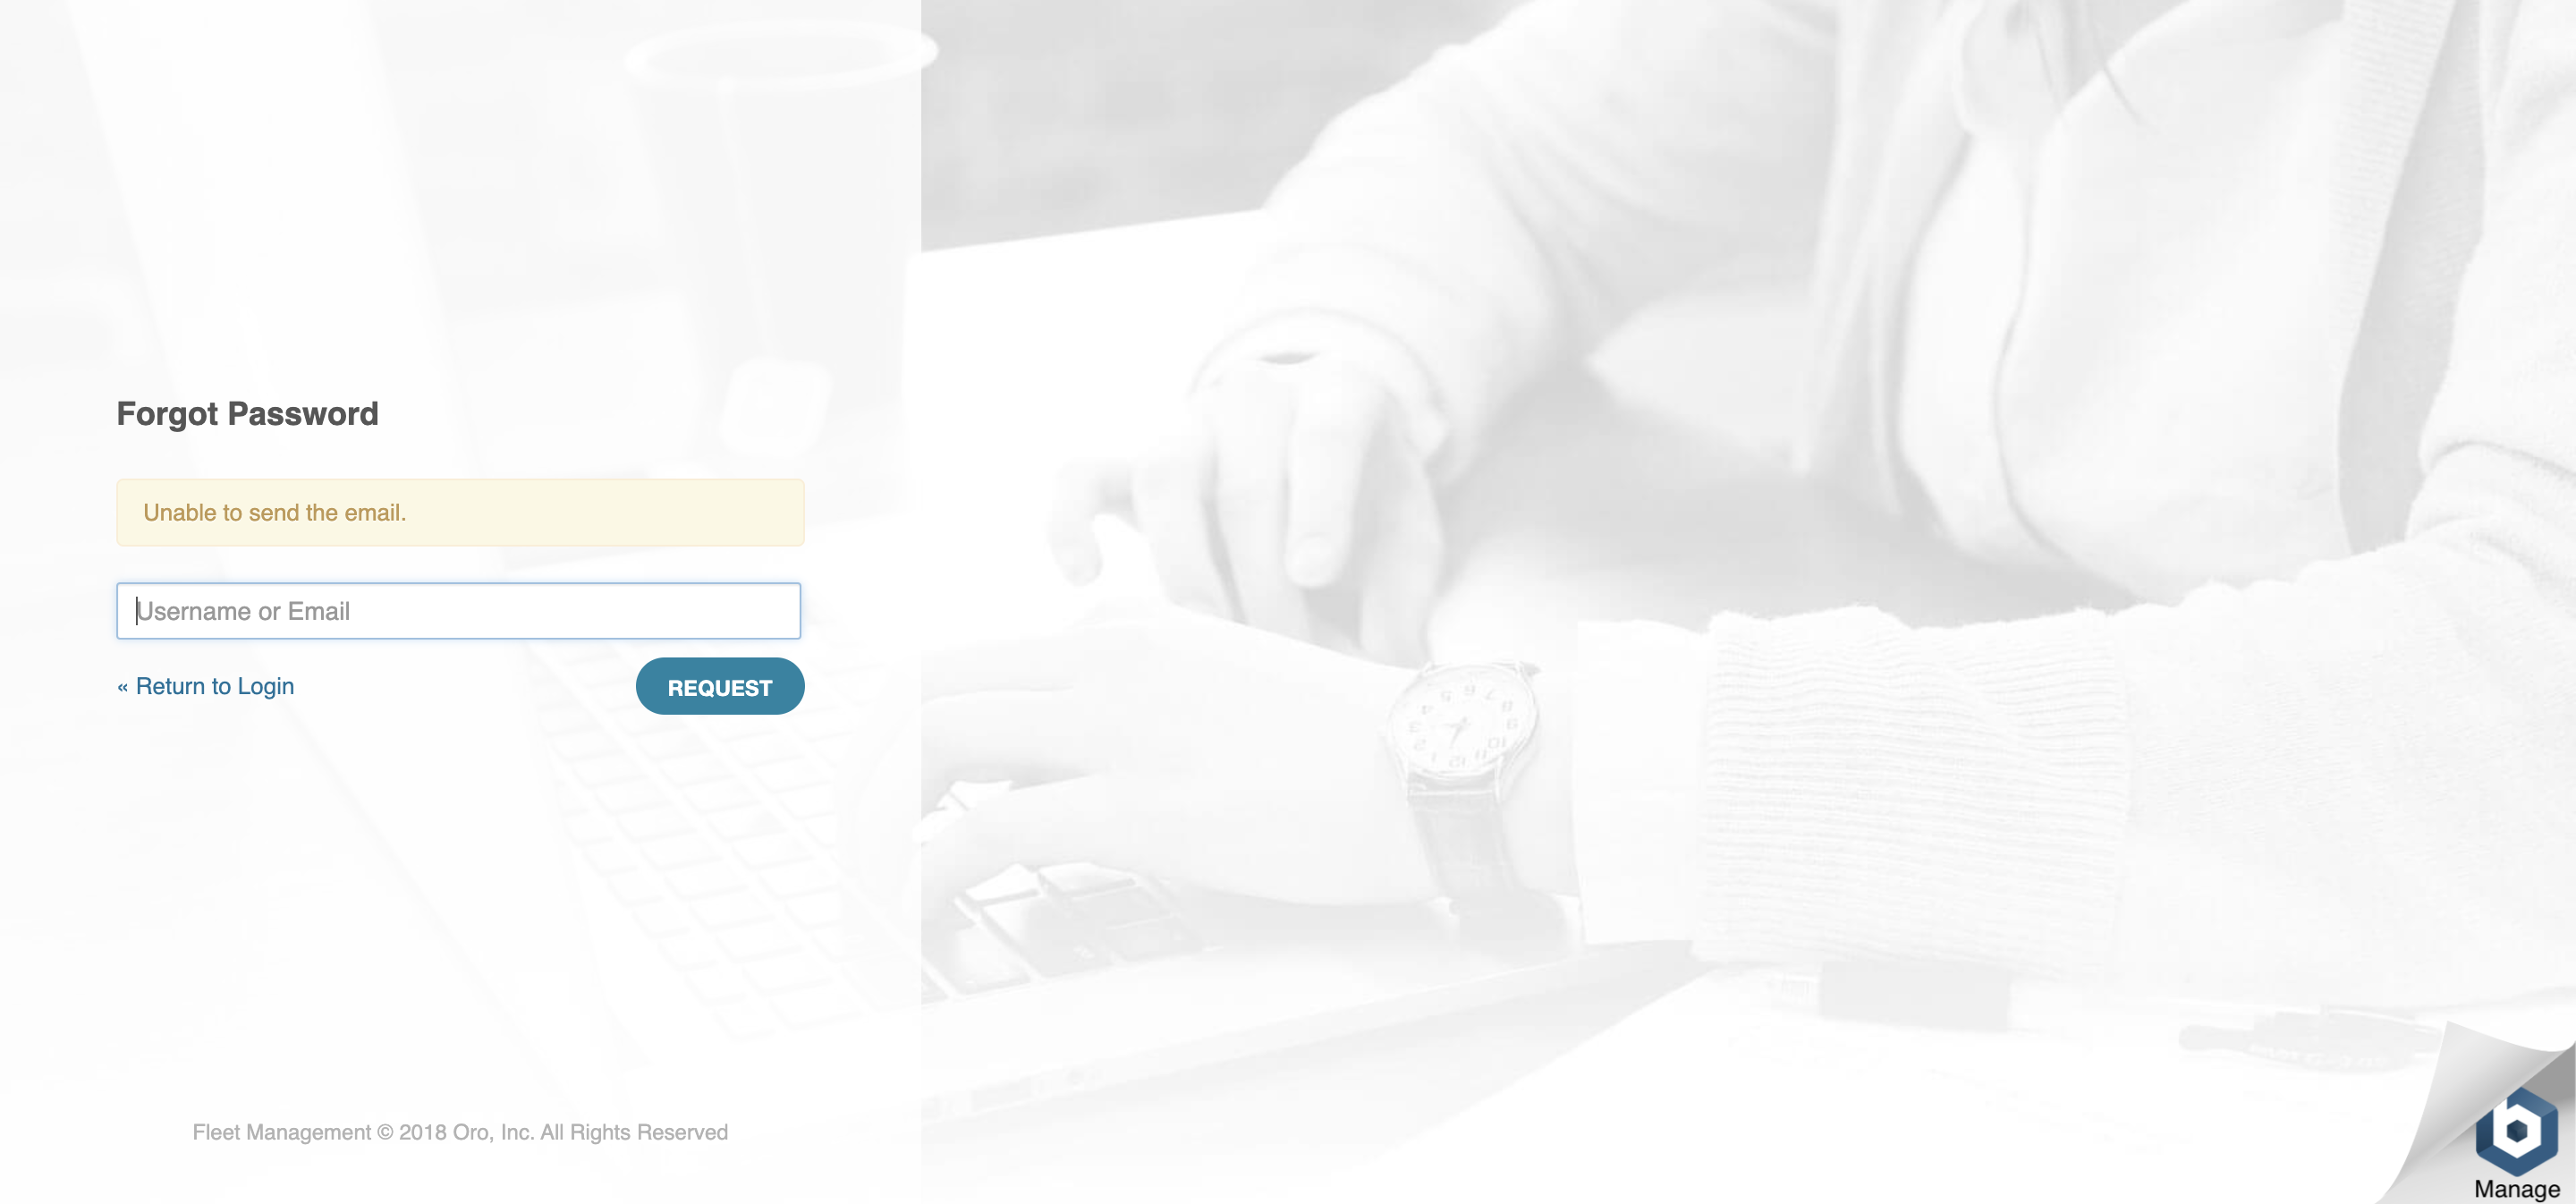 Forgot Password
Unable to send the email.
Username or Email
« Return to Login
REQUEST
Fleet Management © 2018 Oro, Inc. All Rights Reserved
Manage